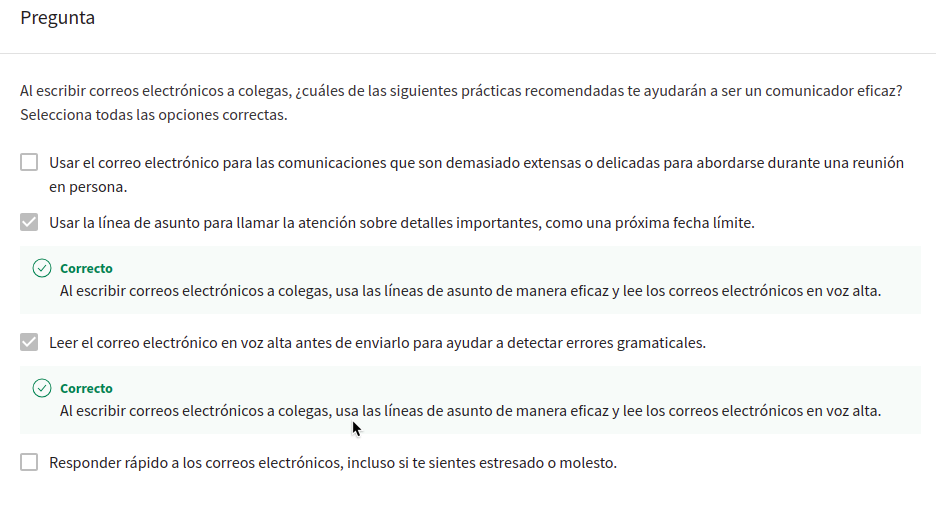 Pregunta
Al escribir correos electrónicos a colegas, ¿cuáles de las siguientes prácticas recomendadas te ayudarán a ser un comunicador eficaz?
Selecciona todas las opciones correctas.
Usar el correo electrónico para las comunicaciones que son demasiado extensas o delicadas para abordarse durante una reunión
en persona.
Usar la línea de asunto para llamar la atención sobre detalles importantes, como una próxima fecha límite.
Correcto
Al escribir correos electrónicos a colegas, usa las líneas de asunto de manera eficaz y lee los correos electrónicos en voz alta.
Leer el correo electrónico en voz alta antes de enviarlo para ayudar a detectar errores gramaticales.
Correcto
Al escribir correos electrónicos a colegas, usa las líneas de asunto de manera eficaz y lee los correos electrónicos en voz alta.
Responder rápido a los correos electrónicos, incluso si te sientes estresado o molesto.